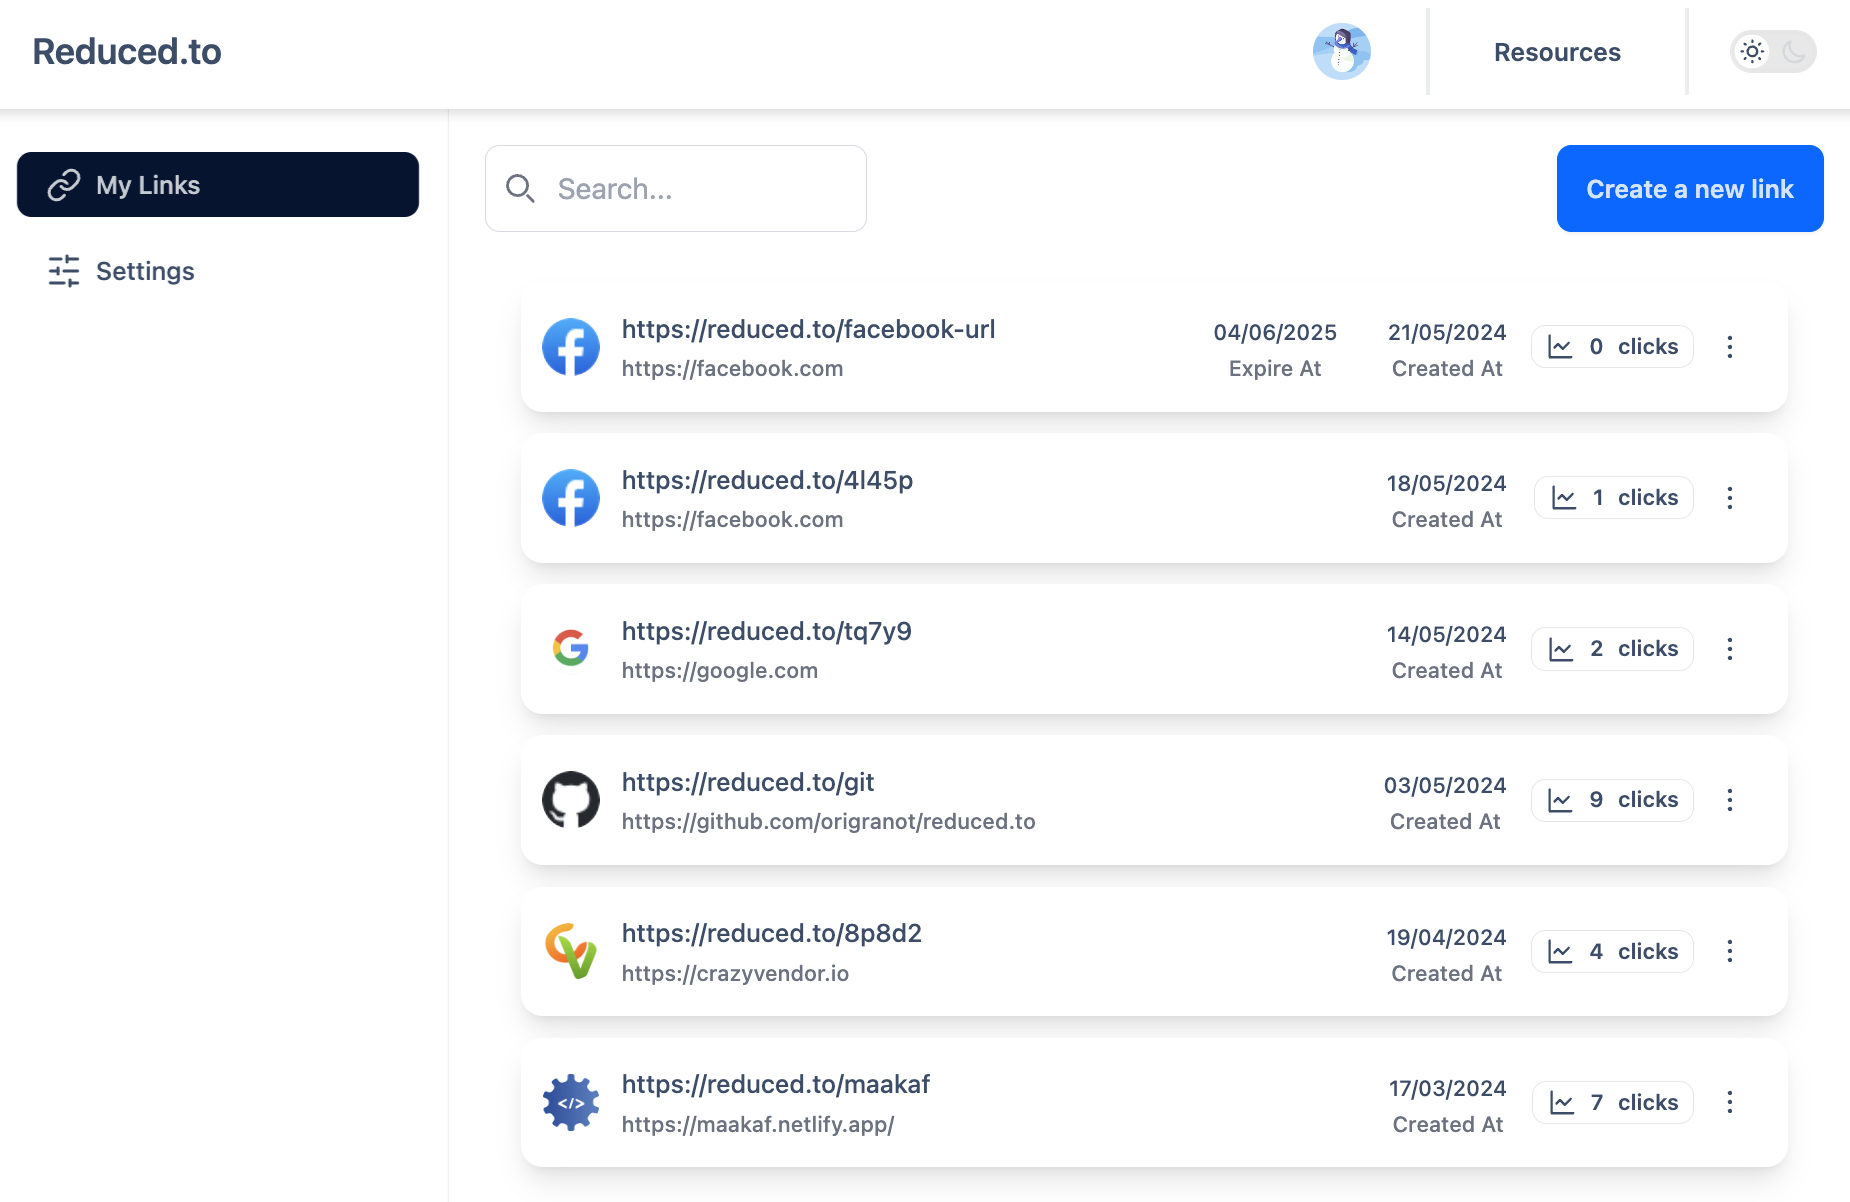 Reduced.to
Resources
My Links
Settings
Search...
Create a new link
https://reduced.to/facebook-url
https://facebook.com
04/06/2025
Expire At
21/05/2024
Created At
0 clicks
https://reduced.to/4l45p
https://facebook.com
18/05/2024
Created At
1 clicks
https://reduced.to/tq7y9
https://google.com
14/05/2024
Created At
2 clicks
https://reduced.to/git
https://github.com/origranot/reduced.to
03/05/2024
Created At
9 clicks
https://reduced.to/8p8d2
https://crazyvendor.io
19/04/2024
Created At
4 clicks
</>
https://reduced.to/maakaf
https://maakaf.netlify.app/
17/03/2024
Created At
7 clicks